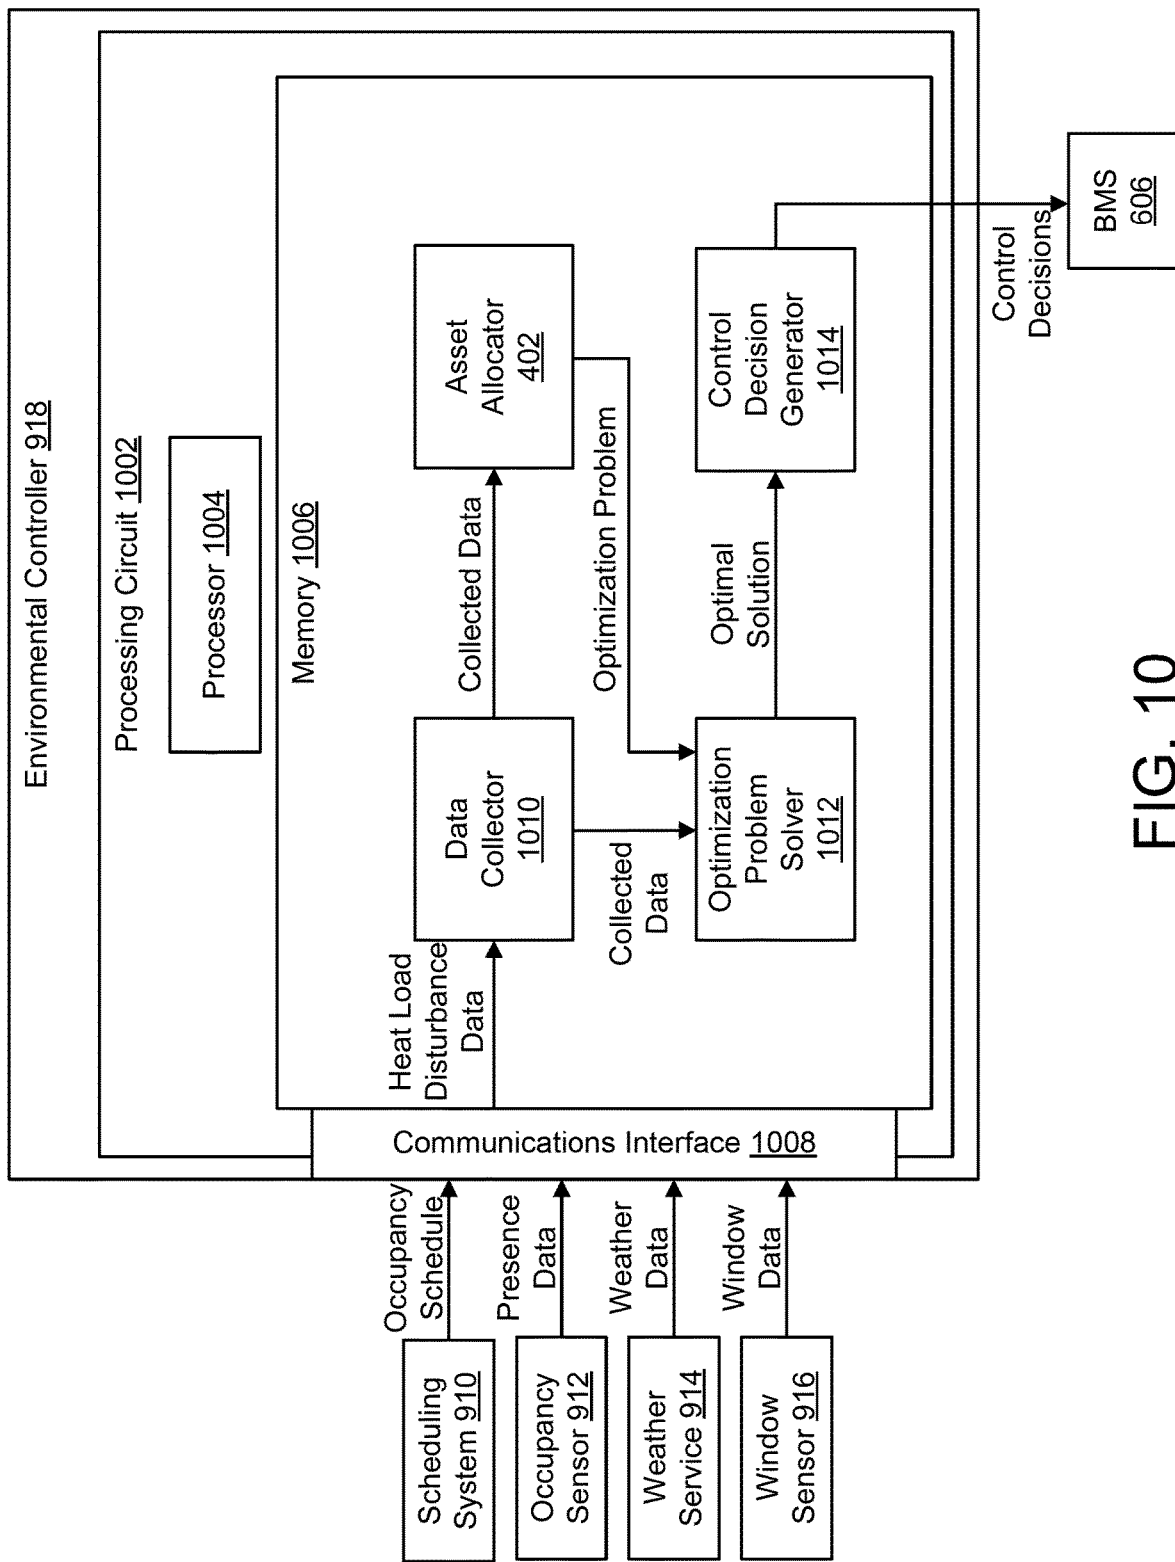 Environmental Controller 918
Processing Circuit 1002
Processor 1004
Memory 1006
Scheduling
System 910
Occupancy
Schedule
Occupancy
Sensor 912
Presence
Data
Weather
Service 914
Weather
Data
Window
Sensor 916
Window
Data
Communications Interface 1008
Heat Load
Disturbance
Data
Data
Collector
1010
Collected Data
Asset
Allocator
402
Collected
Data
Optimization Problem
Optimization
Problem
Solver
1012
Optimal
Solution
Control
Decision
Generator
1014
Control
Decisions
BMS
606
FIG. 10